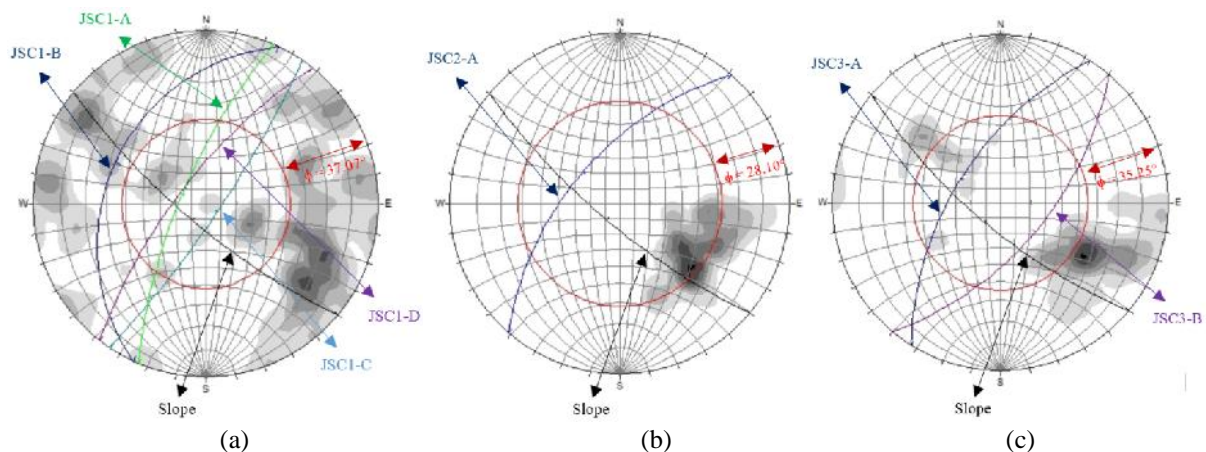 JSC1-A
JSC1-B
N
W
E
S
ϕ = 37.07°
JSC1-D
JSC1-C
Slope
(a)
JSC2-A
N
W
E
S
ϕ = 28.10°
Slope
(b)
JSC3-A
N
W
E
S
ϕ = 35.25°
JSC3-B
Slope
(c)